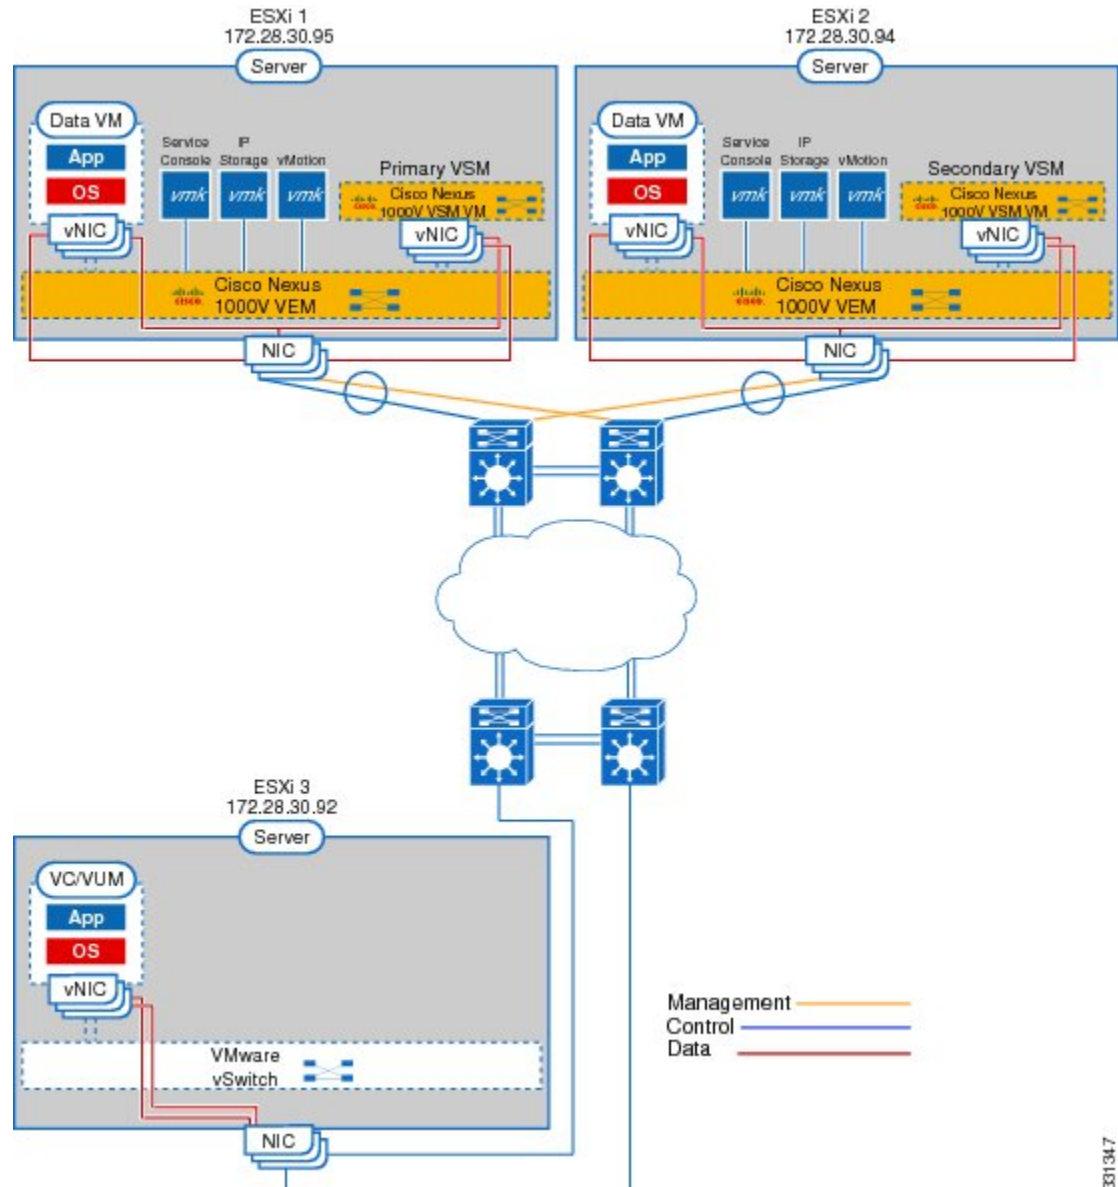 ESXi 1
172.28.30.95
Server
Data VM
App
OS
vNIC
Service
Console
IP
Storage
vMotion
vmk
vmk
vmk
Primary VSM
CISCO
Cisco Nexus
1000V VSM VM
vNIC
CISCO.
Cisco Nexus
1000V VEM
NIC
ESXi 2
172.28.30.94
Server
Data VM
App
OS
vNIC
Service
Console
IP
Storage
vMotion
vmk
vmk
vmk
Secondary VSM
CISCO
Cisco Nexus
1000V VSM VM
vNIC
CISCO.
Cisco Nexus
1000V VEM
NIC
ESXi 3
172.28.30.92
Server
VC/VUM
App
OS
vNIC
VMware
vSwitch
NIC
Management
Control
Data
331347